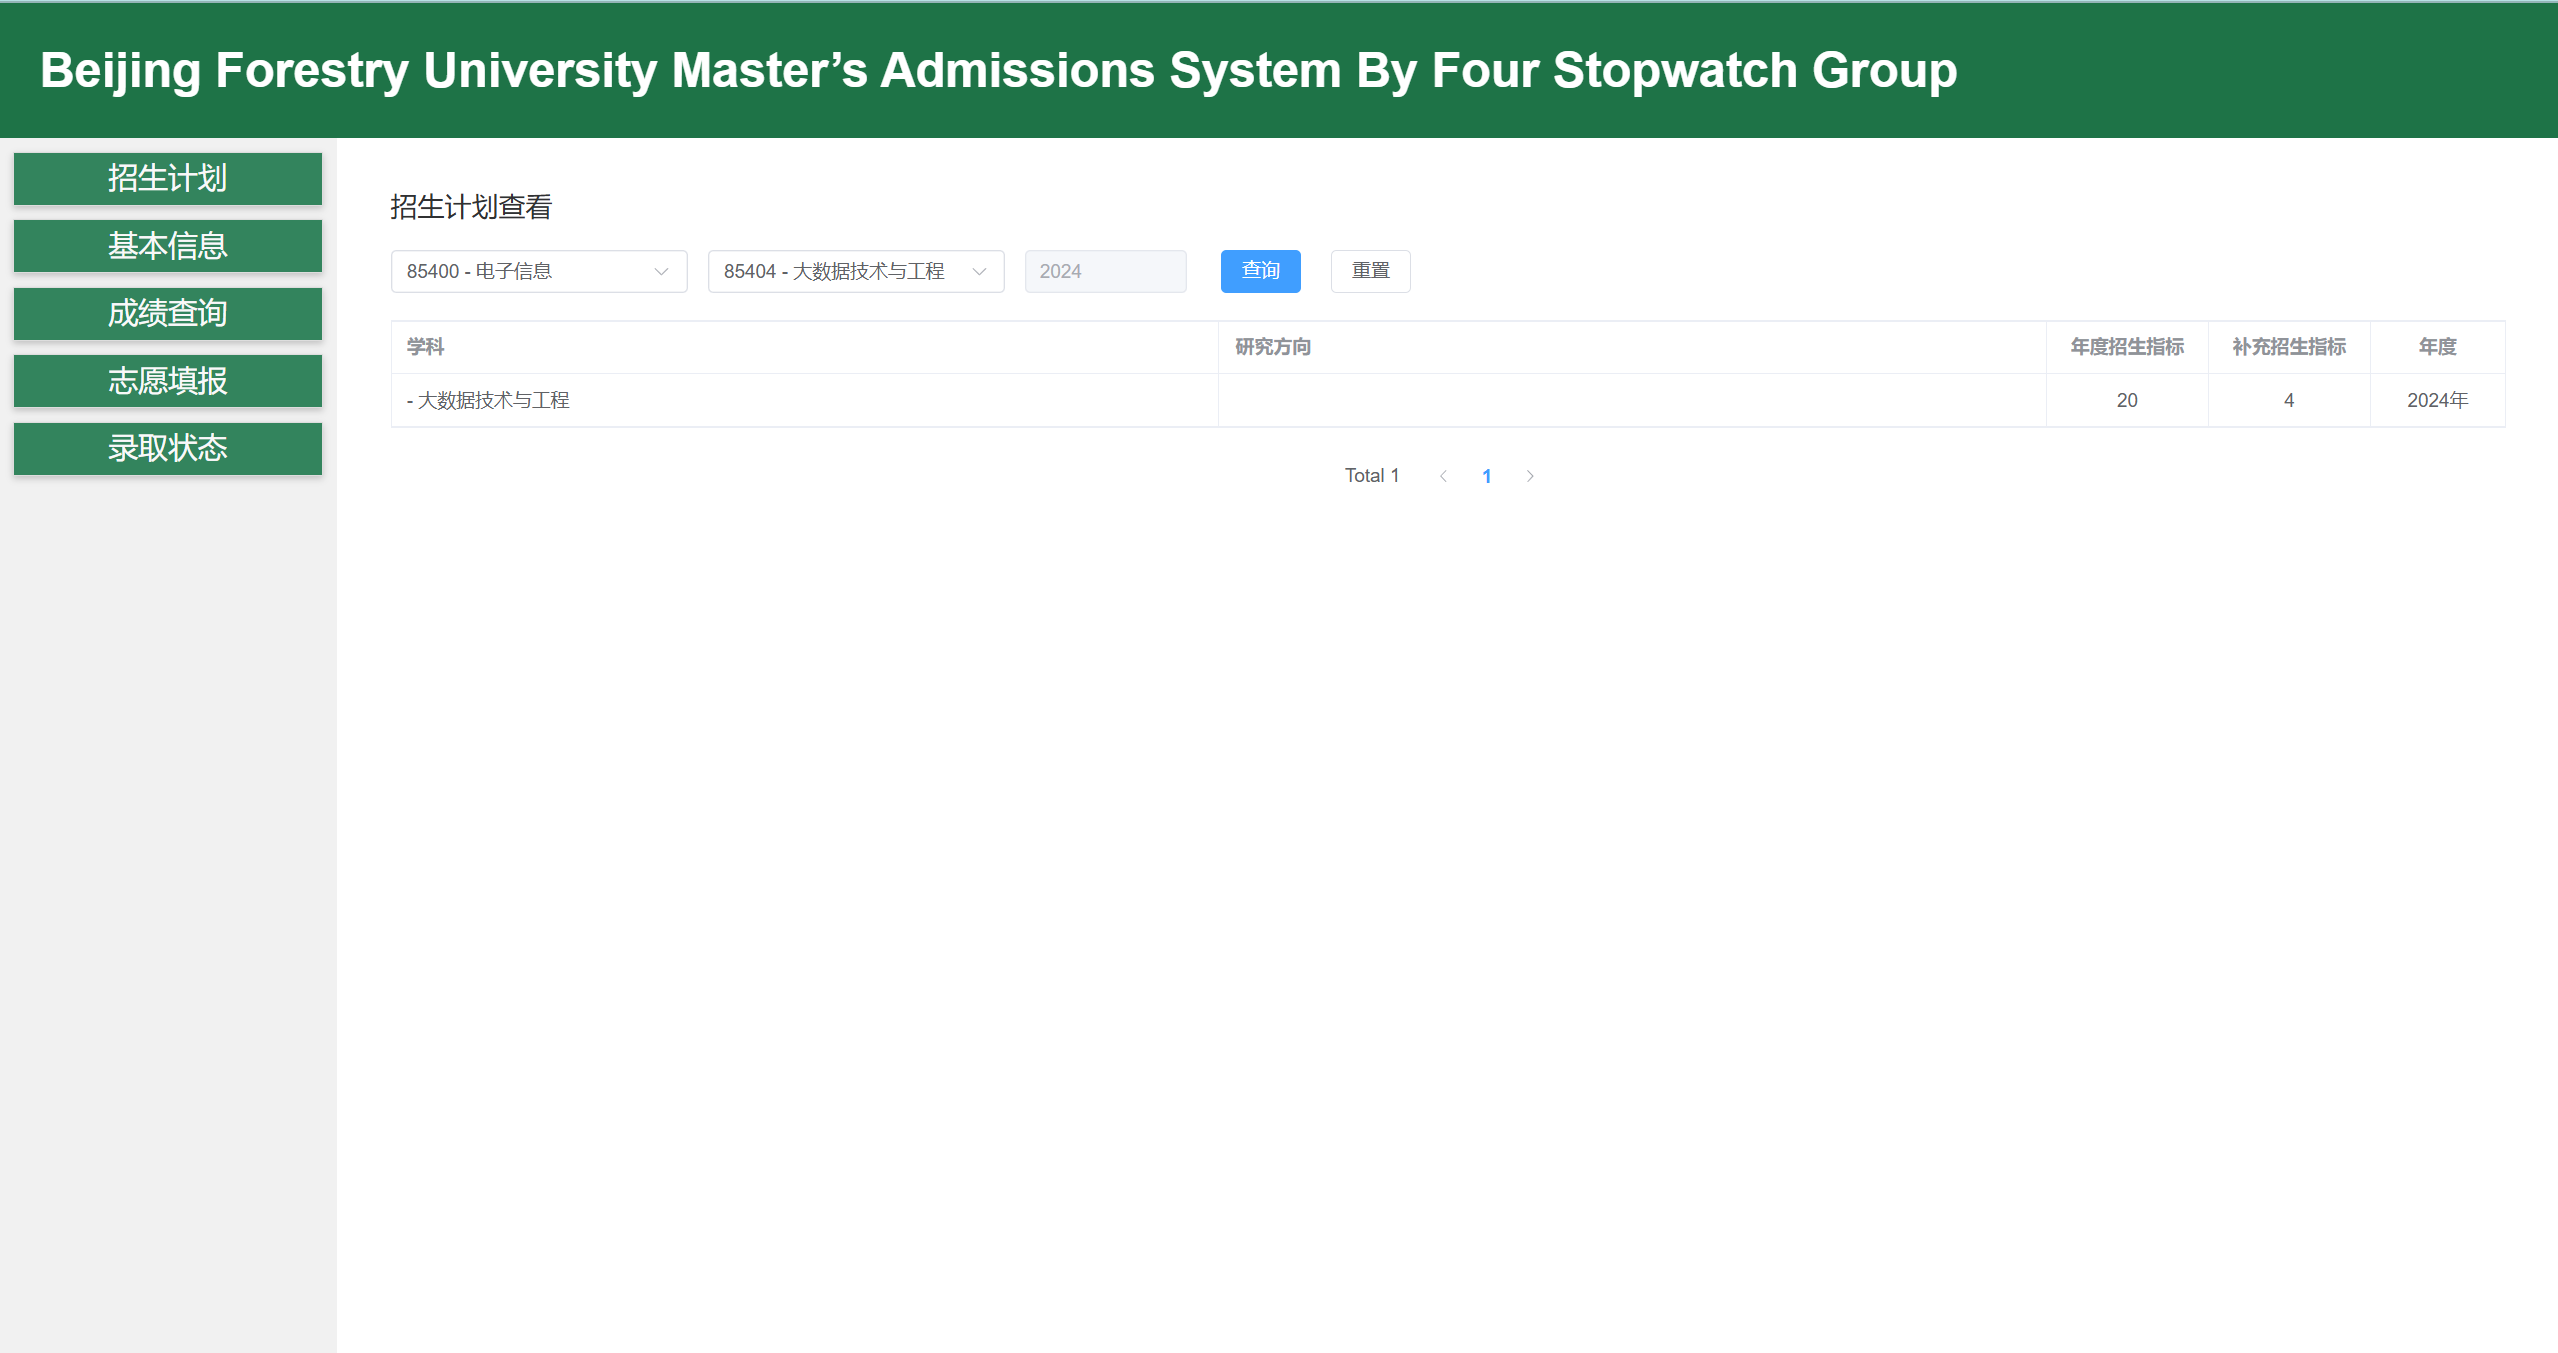 Beijing Forestry University Master’s Admissions System By Four Stopwatch Group
招生计划
基本信息
成绩查询
志愿填报
录取状态
招生计划查看
85400 - 电子信息 85404 - 大数据技术与工程 2024 查询 重置
学科 研究方向 年度招生指标 补充招生指标 年度
- 大数据技术与工程 20 4 2024年
Total 1 1